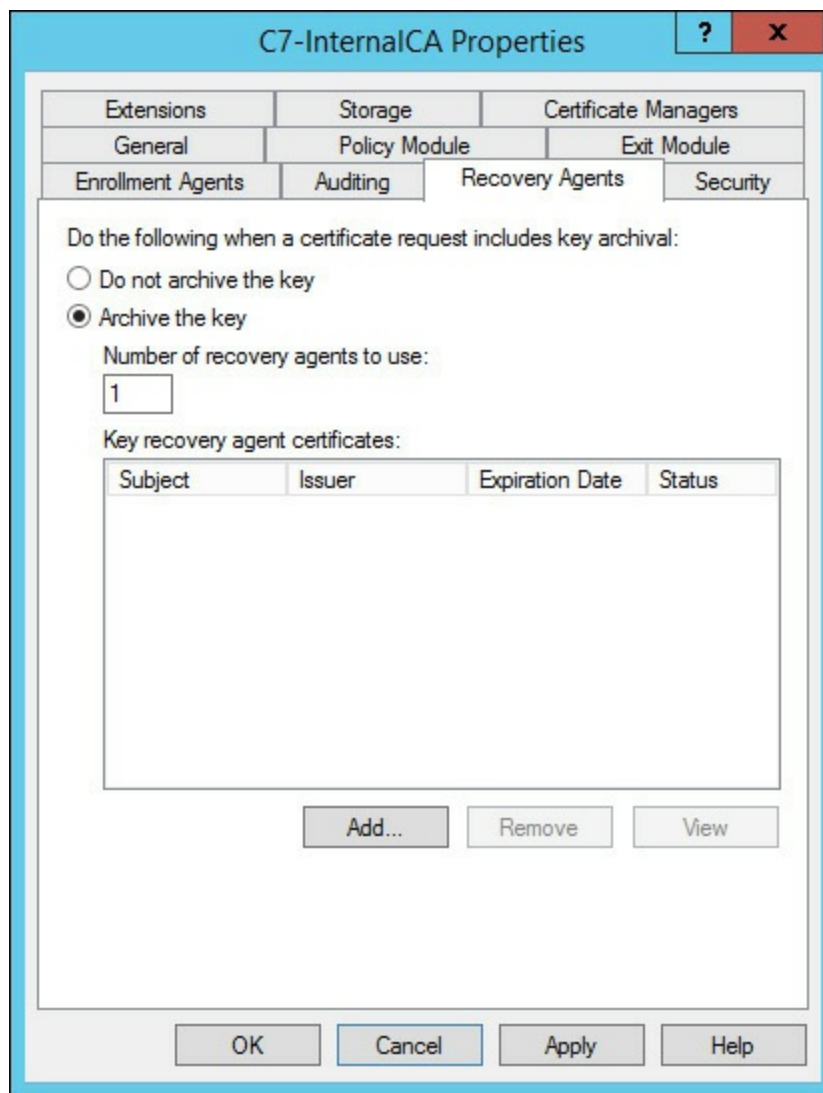 C7-InternalCA Properties
?
x
Extensions Storage Certificate Managers
General Policy Module Exit Module
Enrollment Agents Auditing Recovery Agents Security
Do the following when a certificate request includes key archival:
Do not archive the key
Archive the key
Number of recovery agents to use:
1
Key recovery agent certificates:
Subject Issuer Expiration Date Status
Add... Remove View
OK Cancel Apply Help